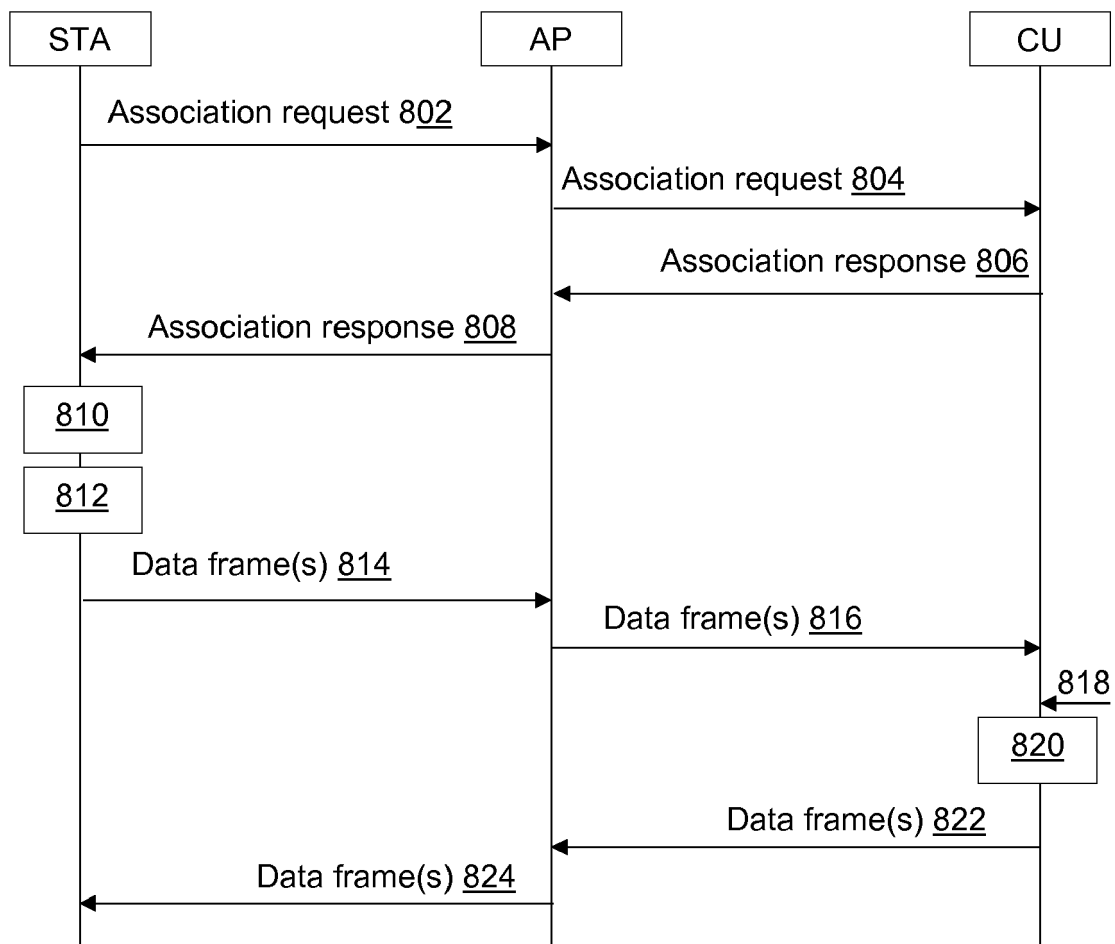 STA AP CU
Association request 802
Association request 804
Association response 806
Association response 808
810
812
Data frame(s) 814
Data frame(s) 816
818
820
Data frame(s) 822
Data frame(s) 824